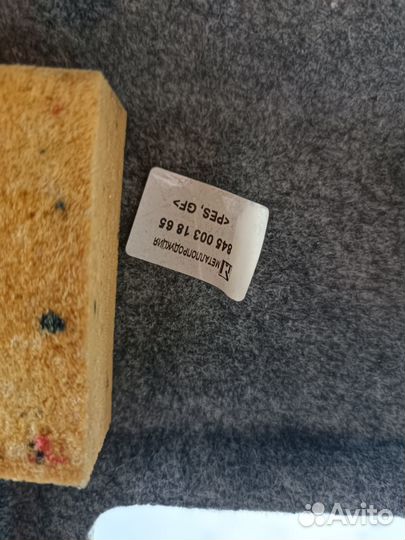 МЕТАЛЛОПРОДУКЦИЯ
845 003 18 65
<PES, GF>
Avito